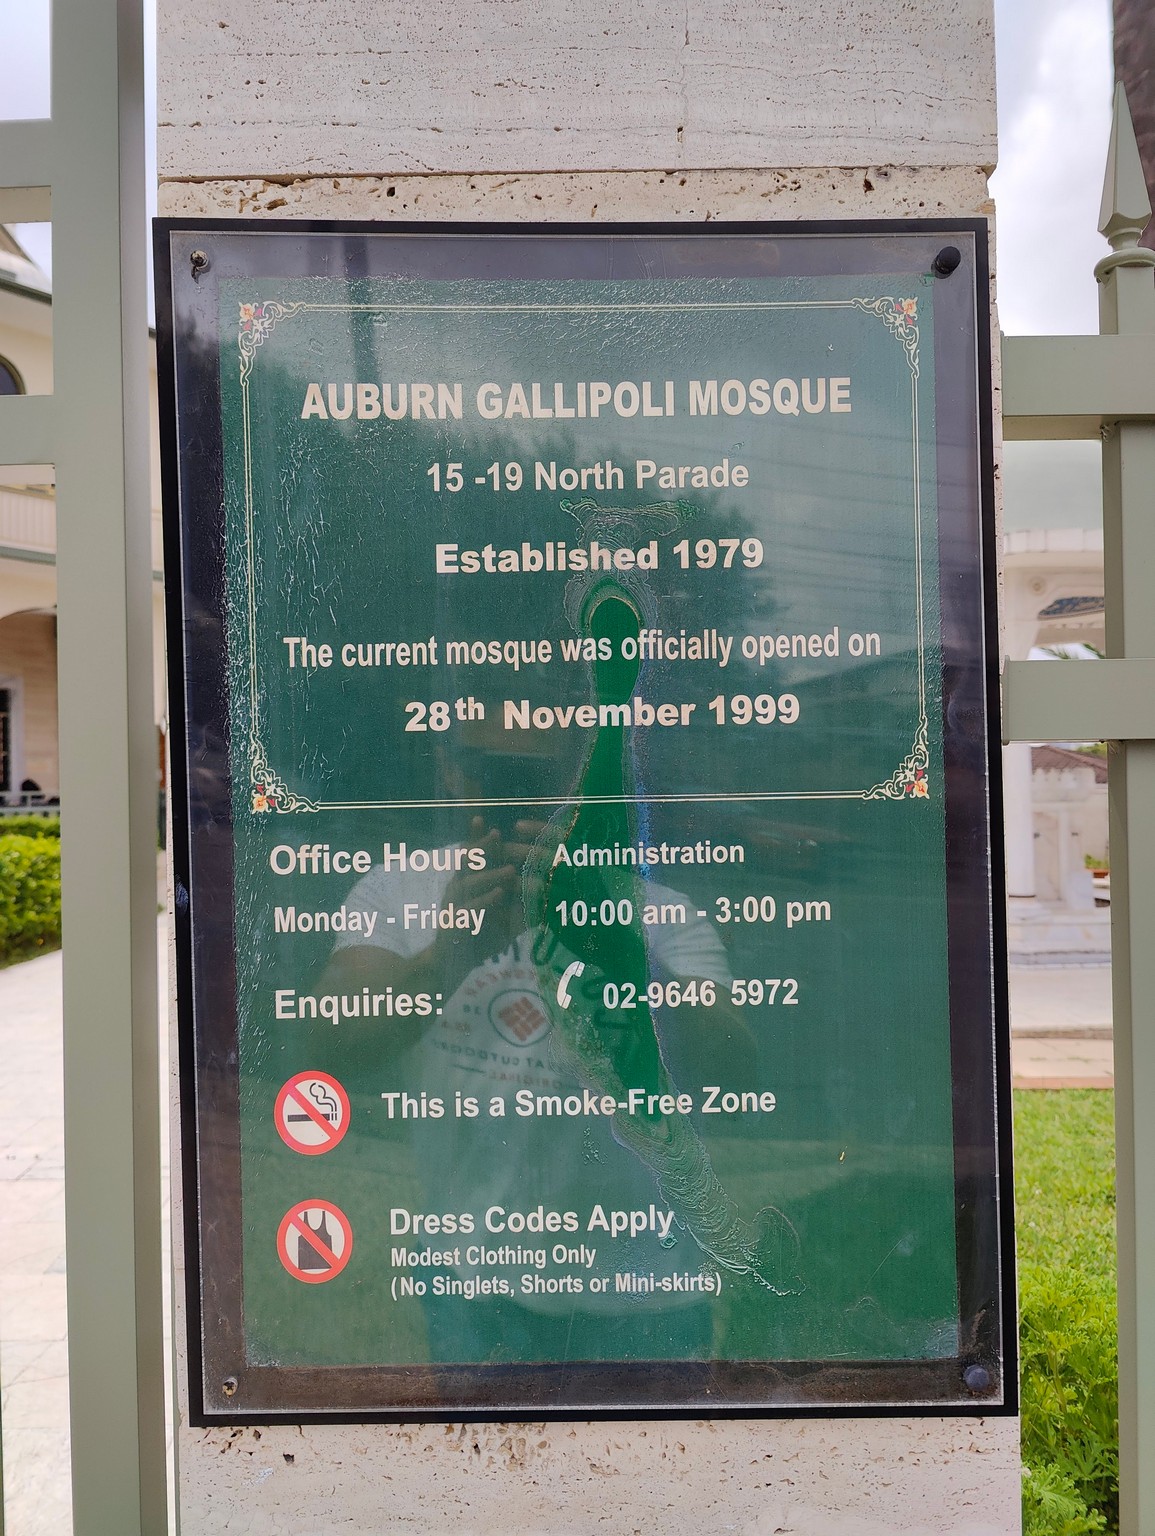 AUBURN GALLIPOLI MOSQUE
15 -19 North Parade
Established 1979
The current mosque was officially opened on
28th November 1999
Office Hours Administration
Monday - Friday 10:00 am - 3:00 pm
Enquiries: 02-9646 5972
This is a Smoke-Free Zone
Dress Codes Apply
Modest Clothing Only
(No Singlets, Shorts or Mini-skirts)